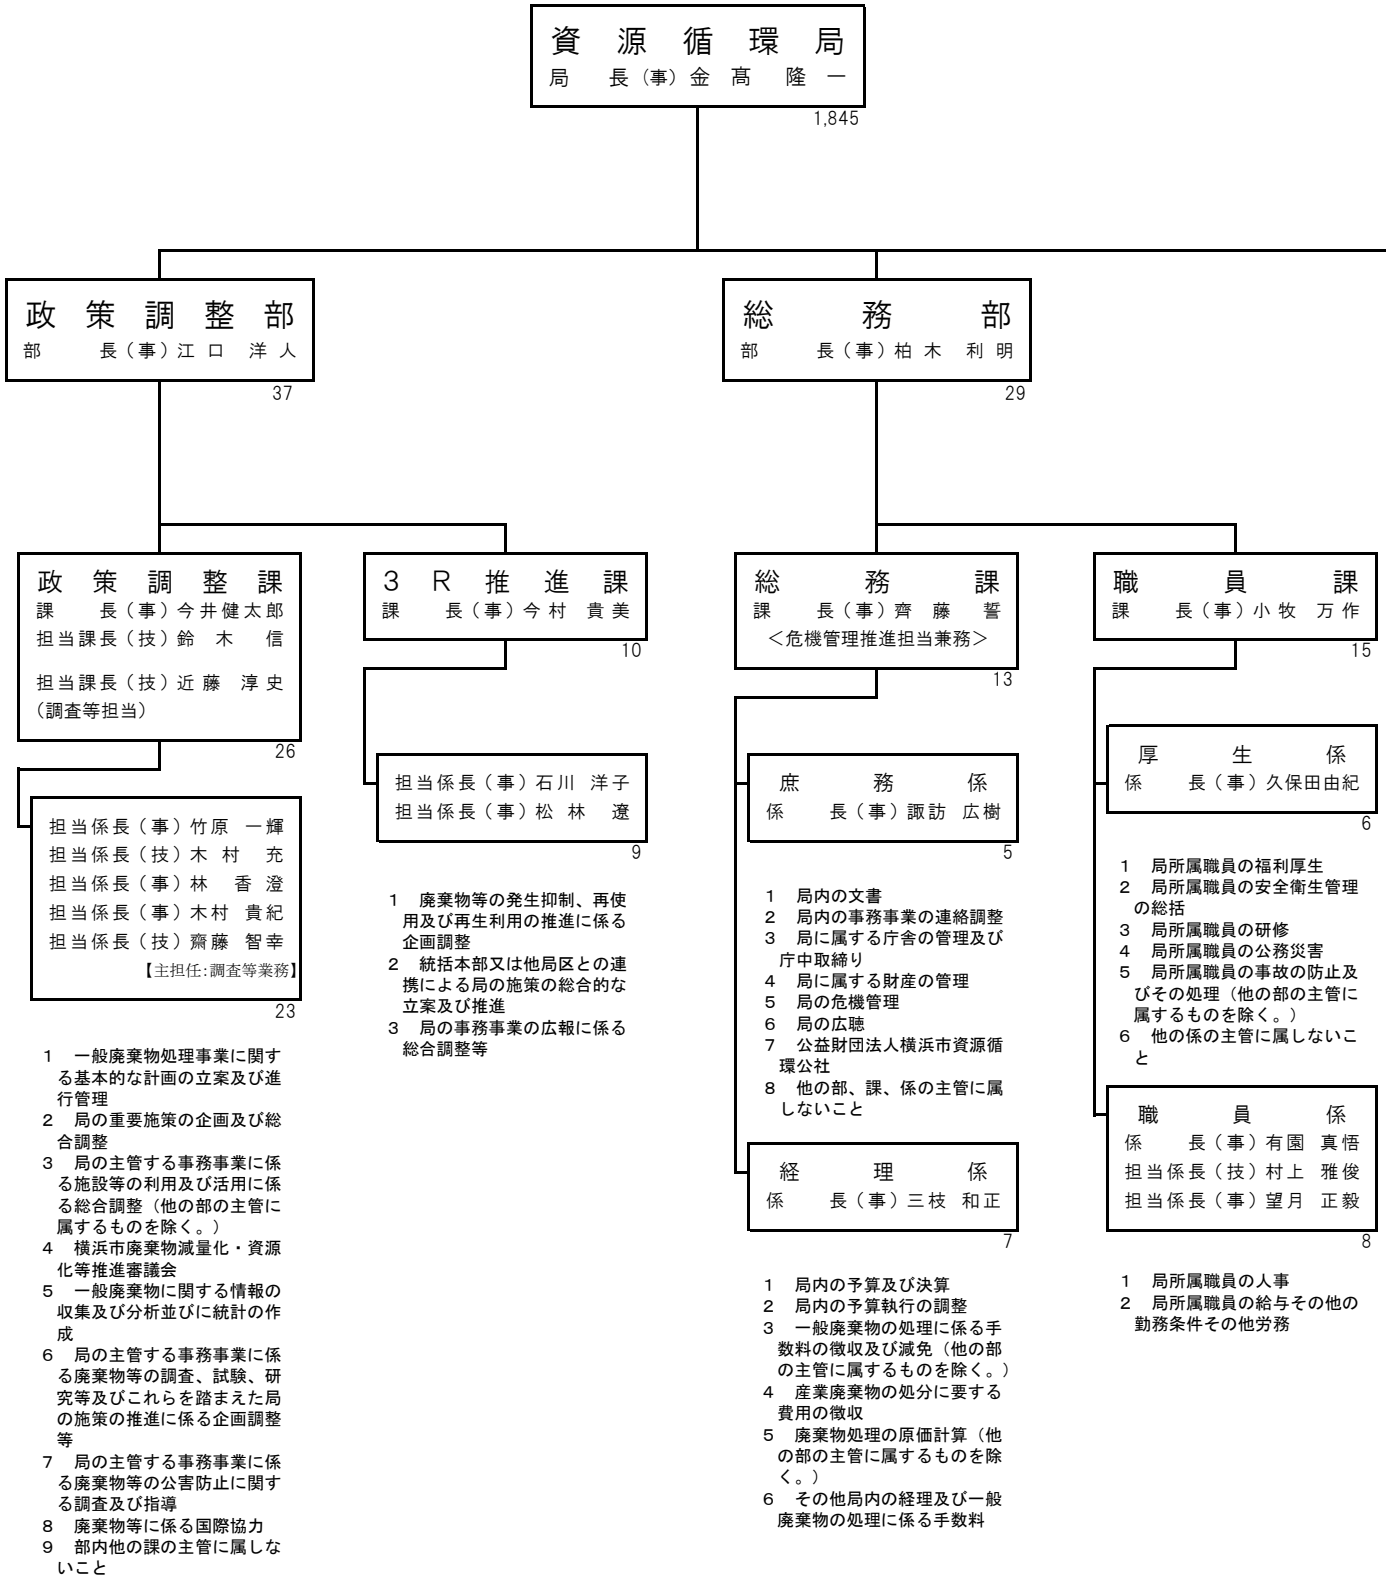 資源循環局
局長（事）金髙隆一
1,845
政策調整部
部長（事）江口洋人
37
総務部
部長（事）柏木利明
29
政策調整課
課長（事）今井健太郎
担当課長（技）鈴木信
担当課長（技）近藤淳史
（調査等担当）
26
担当係長（事）竹原一輝
担当係長（技）木村充
担当係長（事）林香澄
担当係長（事）木村貴紀
担当係長（技）齋藤智幸
【主担任:調査等業務】
23
1　一般廃棄物処理事業に関す
る基本的な計画の立案及び進
行管理
2　局の重要施策の企画及び総
合調整
3　局の主管する事務事業に係
る施設等の利用及び活用に係
る総合調整（他の部の主管に
属するものを除く。）
4　横浜市廃棄物減量化・資源
化等推進審議会
5　一般廃棄物に関する情報の
収集及び分析並びに統計の作
成
6　局の主管する事務事業に係
る廃棄物等の調査、試験、研
究等及びこれらを踏まえた局
の施策の推進に係る企画調整
等
7　局の主管する事務事業に係
る廃棄物等の公害防止に関す
る調査及び指導
8　廃棄物等に係る国際協力
9　部内他の課の主管に属しな
いこと
３Ｒ推進課
課長（事）今村貴美
10
担当係長（事）石川洋子
担当係長（事）松林遼
9
1　廃棄物等の発生抑制、再使
用及び再生利用の推進に係る
企画調整
2　統括本部又は他局区との連
携による局の施策の総合的な
立案及び推進
3　局の事務事業の広報に係る
総合調整等
総務課
課長（事）齊藤誓
＜危機管理推進担当兼務＞
13
庶務係
係長（事）諏訪広樹
5
1　局内の文書
2　局内の事務事業の連絡調整
3　局に属する庁舎の管理及び
庁中取締り
4　局に属する財産の管理
5　局の危機管理
6　局の広聴
7　公益財団法人横浜市資源循
環公社
8　他の部、課、係の主管に属
しないこと
経理係
係長（事）三枝和正
7
1　局内の予算及び決算
2　局内の予算執行の調整
3　一般廃棄物の処理に係る手
数料の徴収及び減免（他の部
の主管に属するものを除く。）
4　産業廃棄物の処分に要する
費用の徴収
5　廃棄物処理の原価計算（他
の部の主管に属するものを除
く。）
6　その他局内の経理及び一般
廃棄物の処理に係る手数料
職員課
課長（事）小牧万作
15
厚生係
係長（事）久保田由紀
6
1　局所属職員の福利厚生
2　局所属職員の安全衛生管理
の総括
3　局所属職員の研修
4　局所属職員の公務災害
5　局所属職員の事故の防止及
びその処理（他の部の主管に
属するものを除く。）
6　他の係の主管に属しないこ
と
職員係
係長（事）有園真悟
担当係長（技）村上雅俊
担当係長（事）望月正毅
8
1　局所属職員の人事
2　局所属職員の給与その他の
勤務条件その他労務